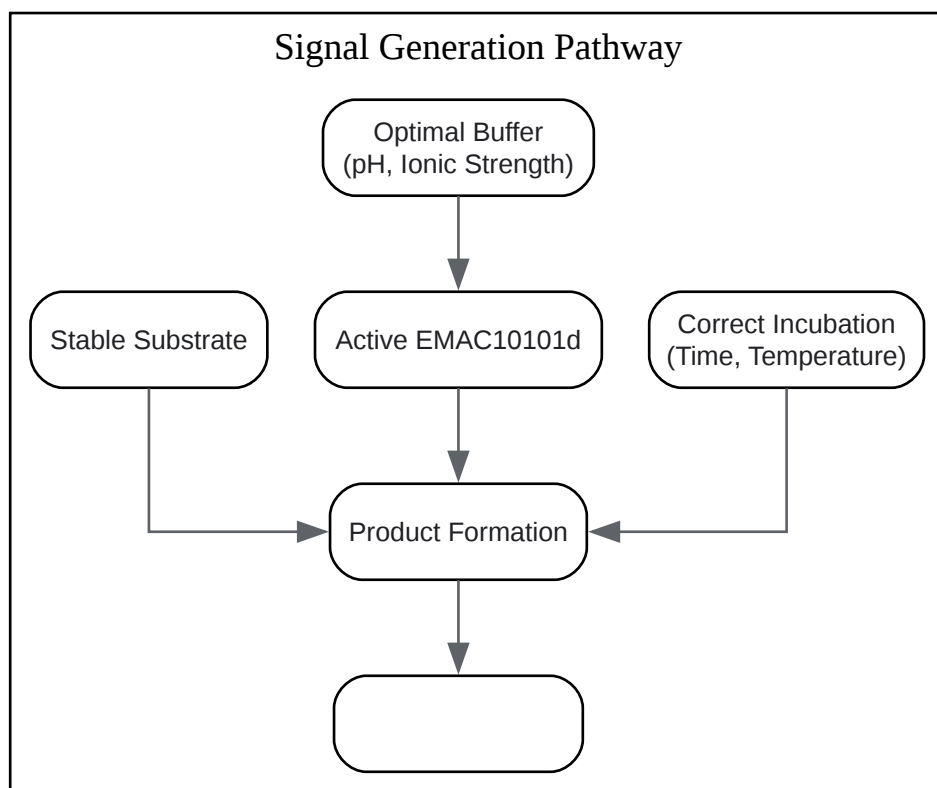 Signal Generation Pathway
Optimal Buffer
(pH, Ionic Strength)
Stable Substrate
Active EMAC10101d
Correct Incubation
(Time, Temperature)
Product Formation